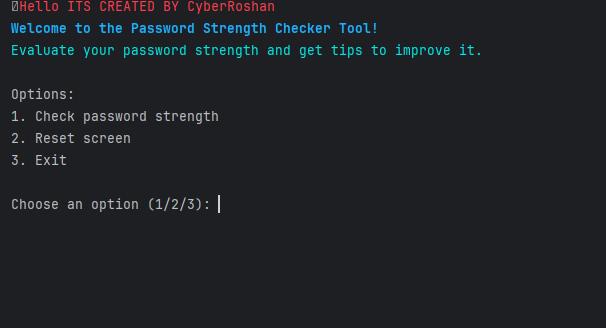 Hello ITS CREATED BY CyberRoshan
Welcome to the Password Strength Checker Tool!
Evaluate your password strength and get tips to improve it.
Options:
1. Check password strength
2. Reset screen
3. Exit
Choose an option (1/2/3):